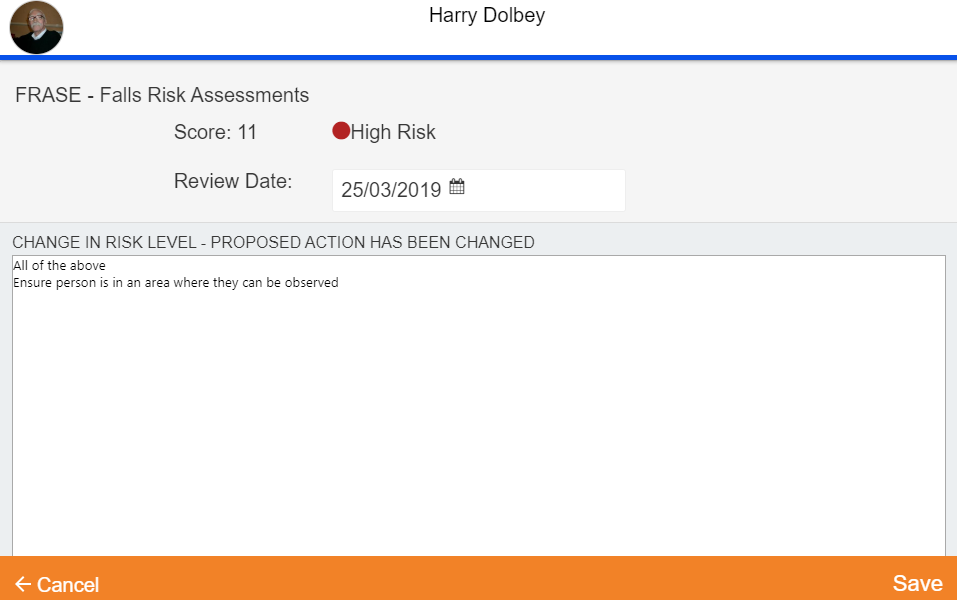 Harry Dolbey
FRASE - Falls Risk Assessments
Score: 11 High Risk
Review Date: 25/03/2019
CHANGE IN RISK LEVEL - PROPOSED ACTION HAS BEEN CHANGED
All of the above
Ensure person is in an area where they can be observed
Cancel Save